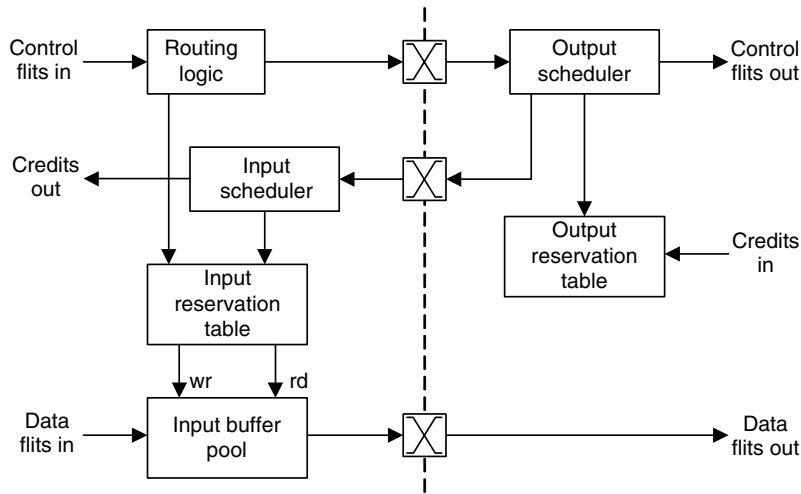 Control
flits in
Routing
logic
Output
scheduler
Control
flits out
Credits
out
Input
scheduler
Output
reservation
table
Credits
in
Input
reservation
table
wr
rd
Data
flits in
Input buffer
pool
Data
flits out